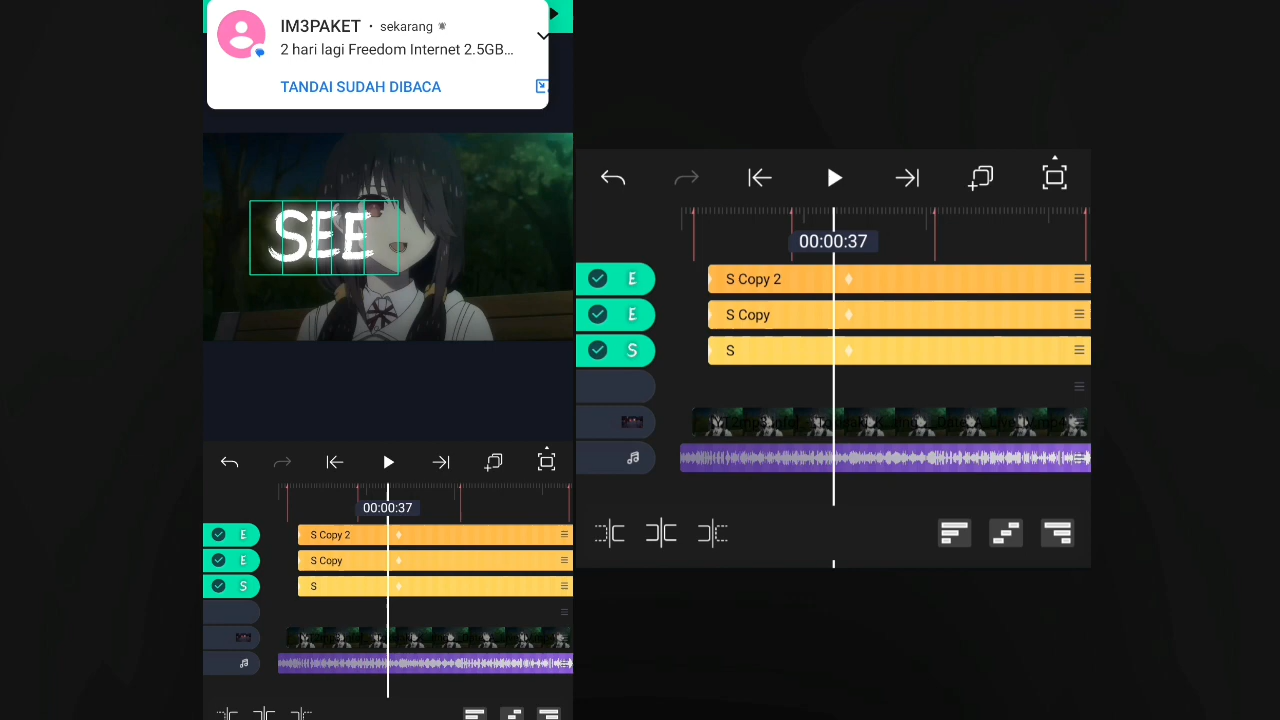 IM3PAKET · sekarang
2 hari lagi Freedom Internet 2.5GB...
TANDAI SUDAH DIBACA
SEE
00:00:37
E S Copy 2
E S Copy
S S
00:00:37
E S Copy 2
E S Copy
S S